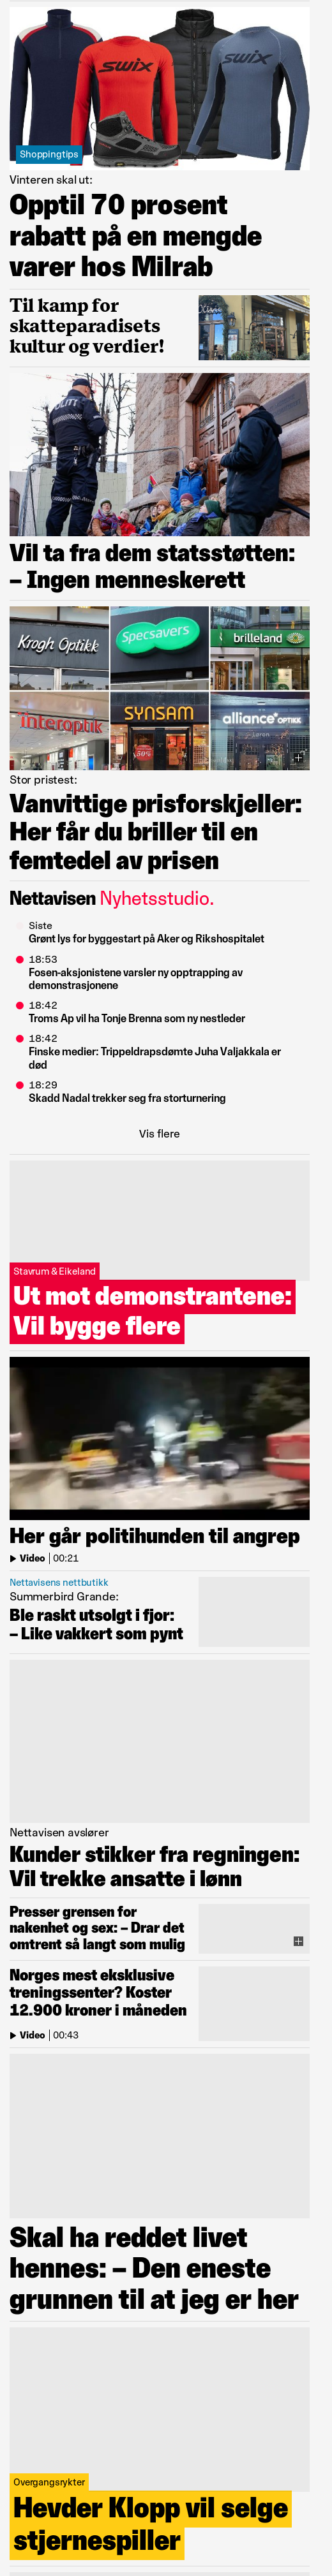 SWIX
SWIX
Shoppingtips
Vinteren skal ut:
Opptil 70 prosent
rabatt på en mengde
varer hos Milrab
Til kamp for
skatteparadisets
kultur og verdier!
POLITI
Vil ta fra dem statsstøtten:
– Ingen menneskerett
Krogh Optikk
Specsavers
brilleland
interoptik
SYNSAM
50%
alliance OPTIKK
Stor pristest:
Vanvittige prisforskjeller:
Her får du briller til en
femtedel av prisen
Nettavisen Nyhetsstudio.
Siste
Grønt lys for byggestart på Aker og Rikshospitalet
18:53
Fosen-aksjonistene varsler ny opptrapping av
demonstrasjonene
18:42
Troms Ap vil ha Tonje Brenna som ny nestleder
18:42
Finske medier: Trippeldrapsdømte Juha Valjakkala er
død
18:29
Skadd Nadal trekker seg fra storturnering
Vis flere
Stavrum & Eikeland
Ut mot demonstrantene:
Vil bygge flere
Her går politihunden til angrep
Video | 00:21
Nettavisens nettbutikk
Summerbird Grande:
Ble raskt utsolgt i fjor:
– Like vakkert som pynt
Nettavisen avslører
Kunder stikker fra regningen:
Vil trekke ansatte i lønn
Presser grensen for
nakenhet og sex: – Drar det
omtrent så langt som mulig
Norges mest eksklusive
treningssenter? Koster
12.900 kroner i måneden
Video | 00:43
Skal ha reddet livet
hennes: – Den eneste
grunnen til at jeg er her
Overgangsrykter
Hevder Klopp vil selge
stjernespiller